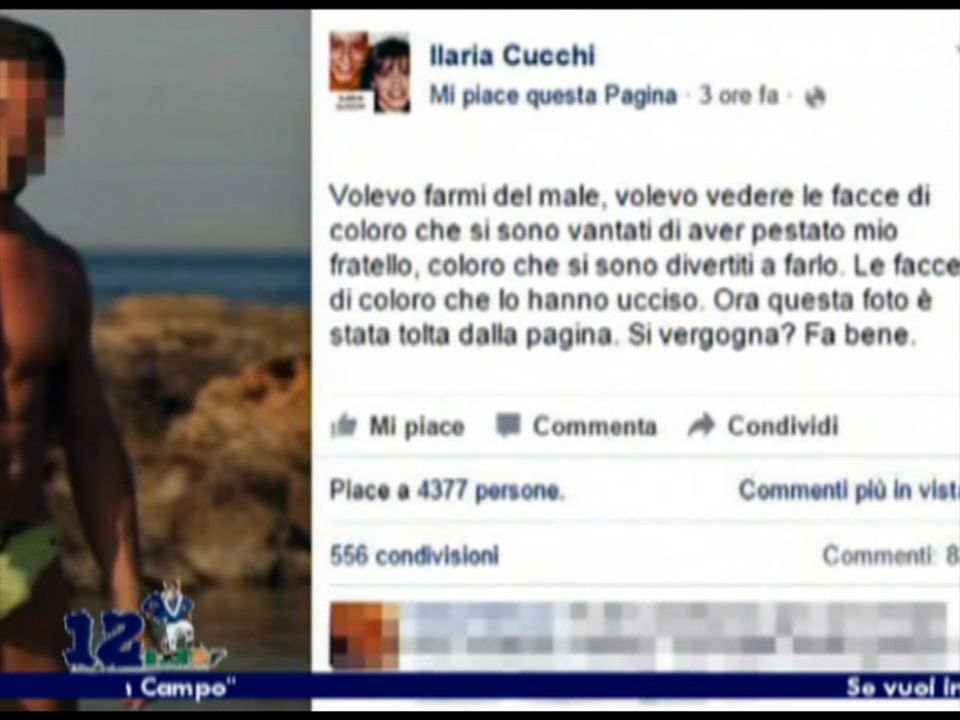 Ilaria Cucchi
Mi piace questa Pagina · 3 ore fa ·
Volevo farmi del male, volevo vedere le facce di
coloro che si sono vantati di aver pestato mio
fratello, coloro che si sono divertiti a farlo. Le facce
di coloro che lo hanno ucciso. Ora questa foto è
stata tolta dalla pagina. Si vergogna? Fa bene.
Mi piace Commenta Condividi
Piace a 4377 persone.
Commenti più in vista
556 condivisioni
Commenti: 8
12
Campo"
Se vuoi in